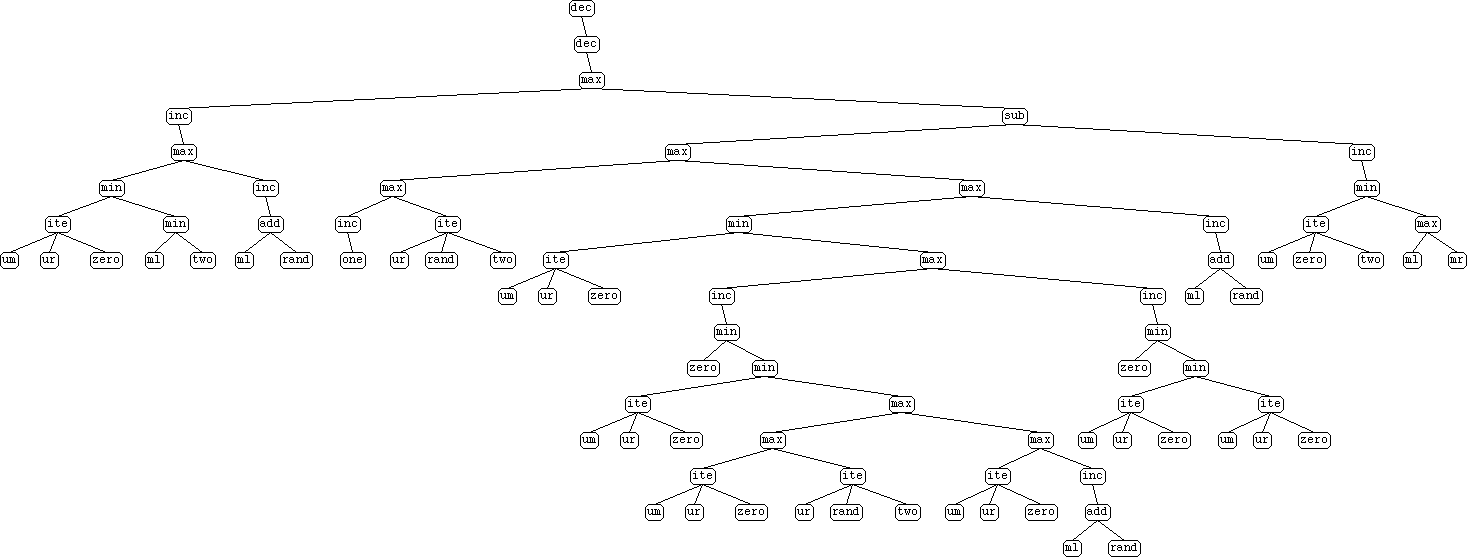 dec
dec
max
inc sub
max max inc
min inc max max min
ite min add inc ite min inc ite max
um ur zero ml two ml rand one ur rand two ite max add um zero two ml mr
um ur zero inc inc ml rand
min min
zero min zero min
ite max ite ite
um ur zero max max um ur zero um ur zero
ite ite ite inc
um ur zero ur rand two um ur zero add
ml rand